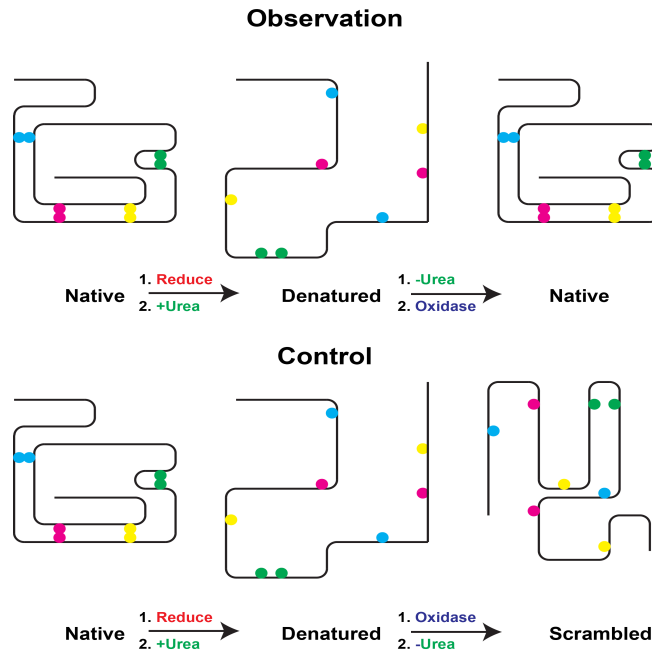 Observation
Native
1. Reduce
2. +Urea
Denatured
1. -Urea
2. Oxidase
Native
Control
Native
1. Reduce
2. +Urea
Denatured
1. Oxidase
2. -Urea
Scrambled